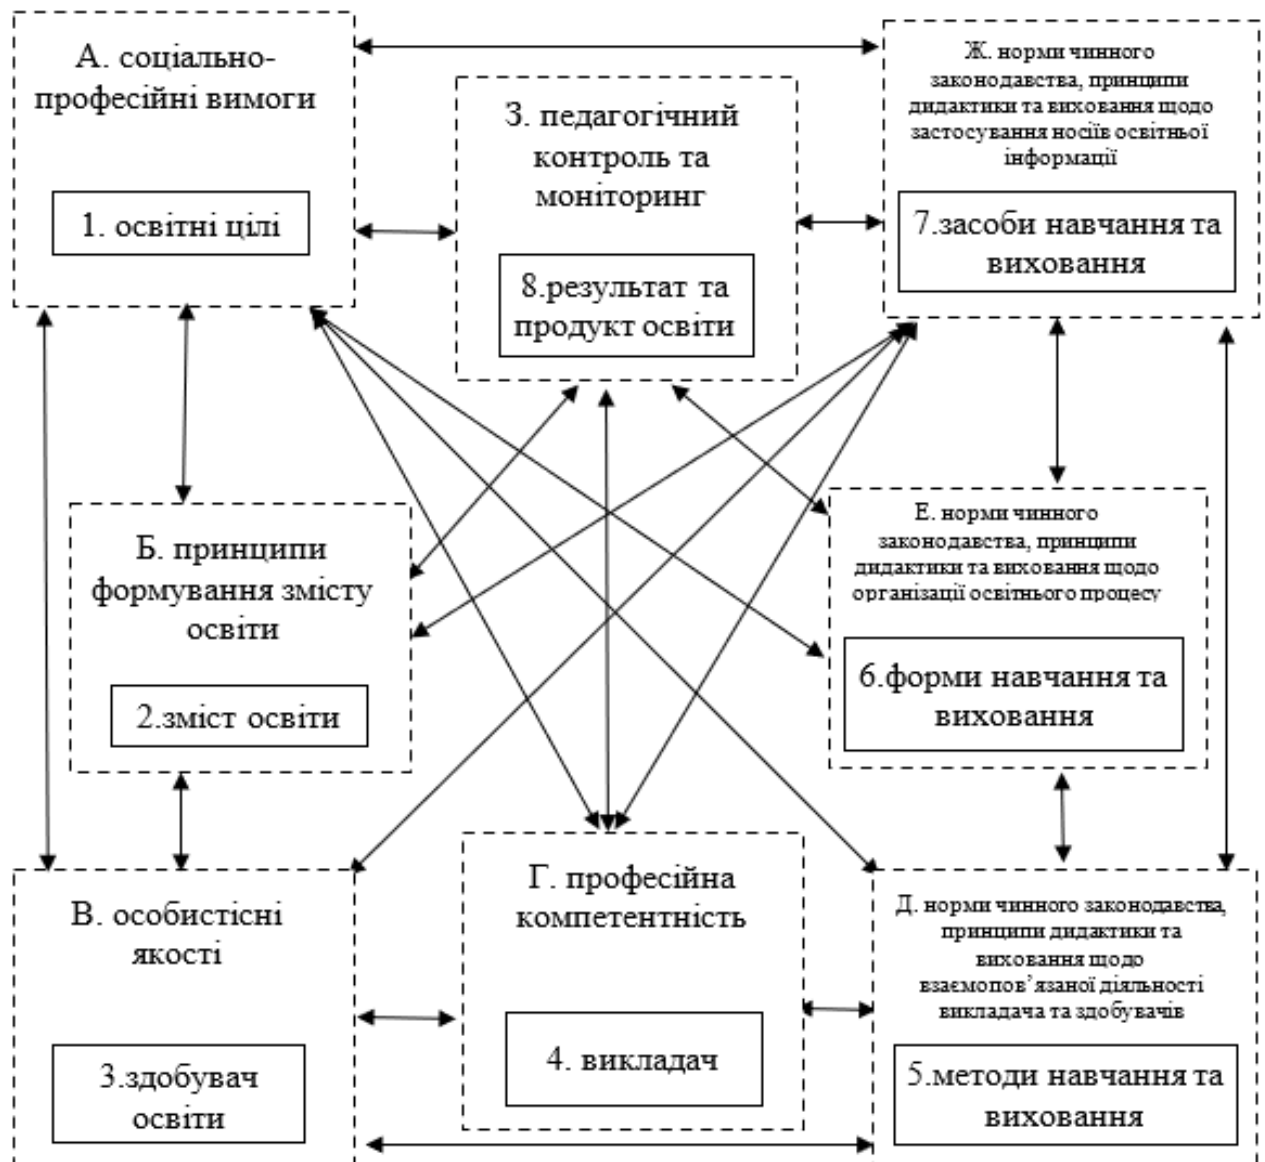 А. соціально-
професійні вимоги
1. освітні цілі
З. педагогічний
контроль та
моніторинг
8.результат та
продукт освіти
Ж. норми чинного
законодавства, принципи
дидактики та виховання щодо
застосування носіїв освітньої
інформації
7.засоби навчання та
виховання
Б. принципи
формування змісту
освіти
2.зміст освіти
Е. норми чинного
законодавства, принципи
дидактики та виховання щодо
організації освітнього процесу
6.форми навчання та
виховання
В. особистісні
якості
3.здобувач
освіти
Г. професійна
компетентність
4. викладач
Д. норми чинного законодавства,
принципи дидактики та
виховання щодо
взаємопов’язаної діяльності
викладача та здобувачів
5.методи навчання та
виховання